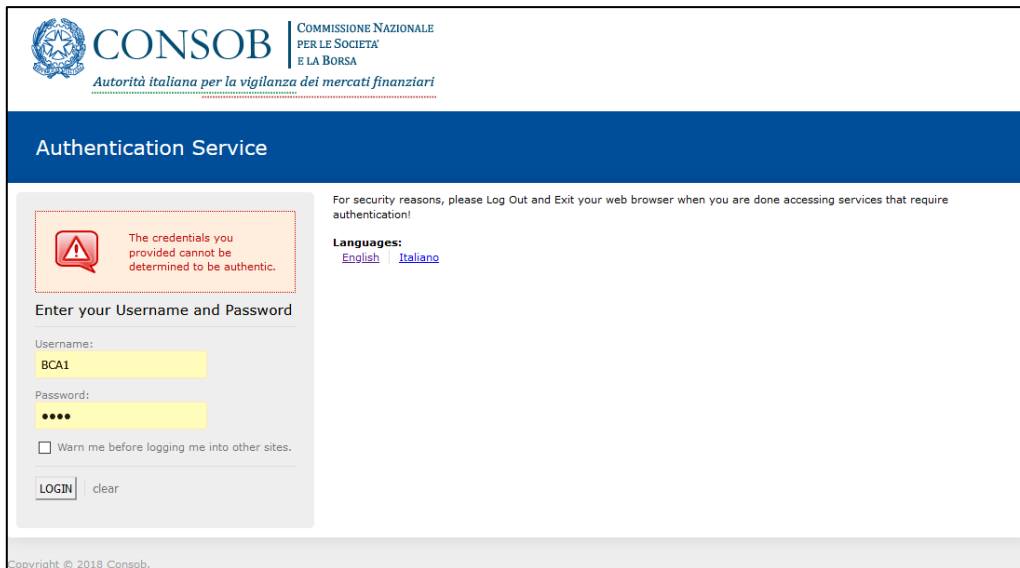 CONSOB
COMMISSIONE NAZIONALE
PER LE SOCIETA'
E LA BORSA
Autorità italiana per la vigilanza dei mercati finanziari
Authentication Service
The credentials you
provided cannot be
determined to be authentic.
Enter your Username and Password
Username:
BCA1
Password:
••••
Warn me before logging me into other sites.
LOGIN clear
For security reasons, please Log Out and Exit your web browser when you are done accessing services that require
authentication!
Languages:
English Italiano
Copyright © 2018 Consob.